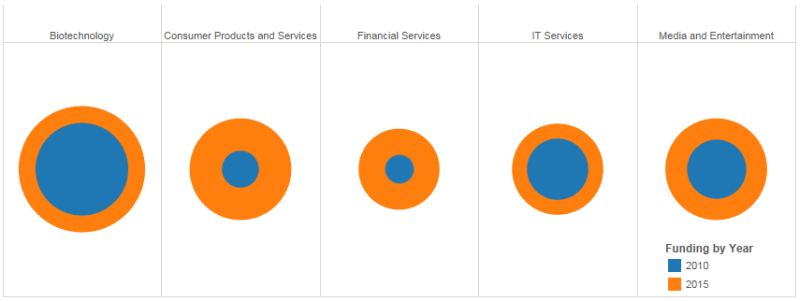 Biotechnology
Consumer Products and Services
Financial Services
IT Services
Media and Entertainment
Funding by Year
2010
2015